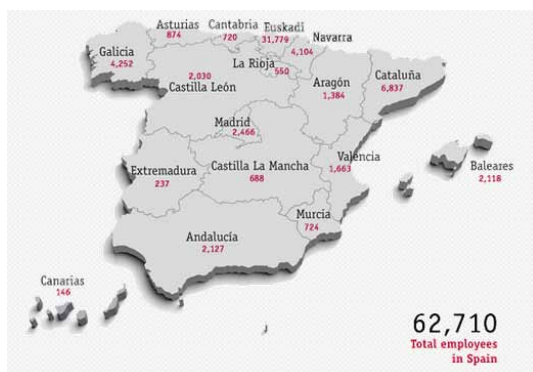 Asturias
874
Cantabria
720
Euskadi
31,779
Navarra
4,104
Galicia
4,252
La Rioja
550
2,030
Castilla León
Aragón
1,384
Cataluña
6,837
Madrid
2,466
Extremadura
237
Castilla La Mancha
688
Valencia
1,663
Baleares
2,118
Murcia
724
Andalucía
2,127
Canarias
146
62,710
Total employees
in Spain